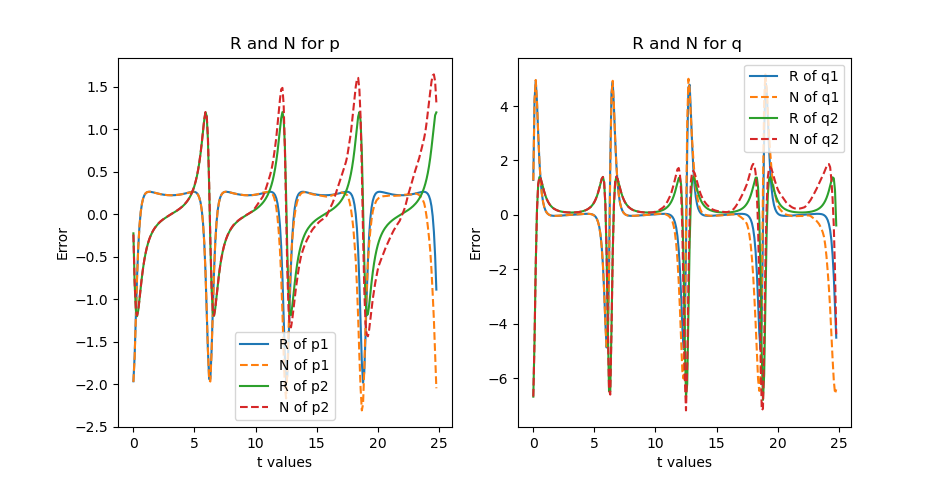 R and N for p
Error
1.5
1.0
0.5
0.0
−0.5
−1.0
−1.5
−2.0
−2.5
0
5
10
15
20
25
t values
R of p1
N of p1
R of p2
N of p2
R and N for q
Error
4
2
0
−2
−4
−6
0
5
10
15
20
25
t values
R of q1
N of q1
R of q2
N of q2